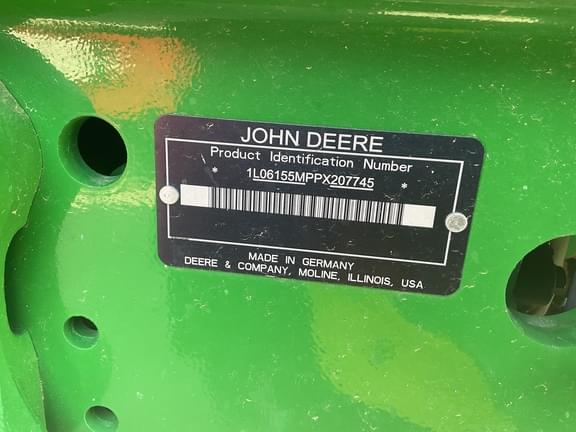 JOHN DEERE
Product Identification Number
* 1L06155MPPX207745 *
MADE IN GERMANY
DEERE & COMPANY, MOLINE, ILLINOIS, USA